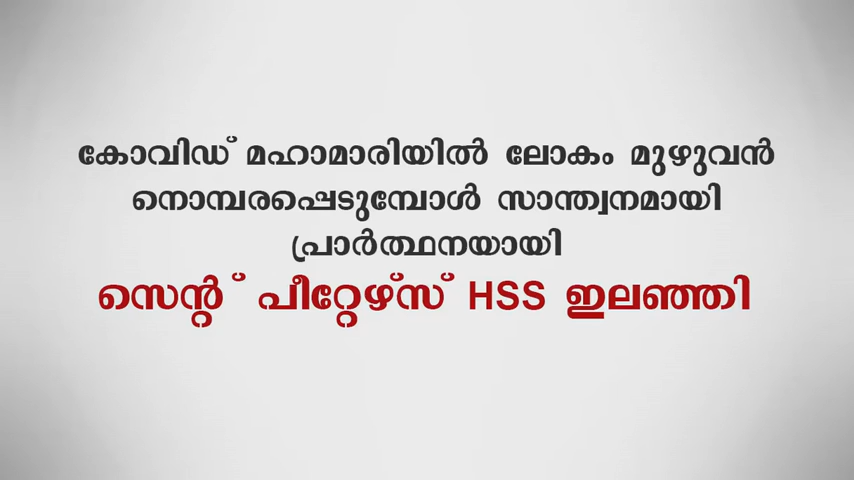 കോവിഡ് മഹാമാരിയിൽ ലോകം മുഴുവൻ
നൊമ്പരപ്പെടുമ്പോൾ സാന്ത്വനമായി
പ്രാർത്ഥനയായി
സെന്റ് പീറ്റേഴ്സ് HSS ഇലഞ്ഞി